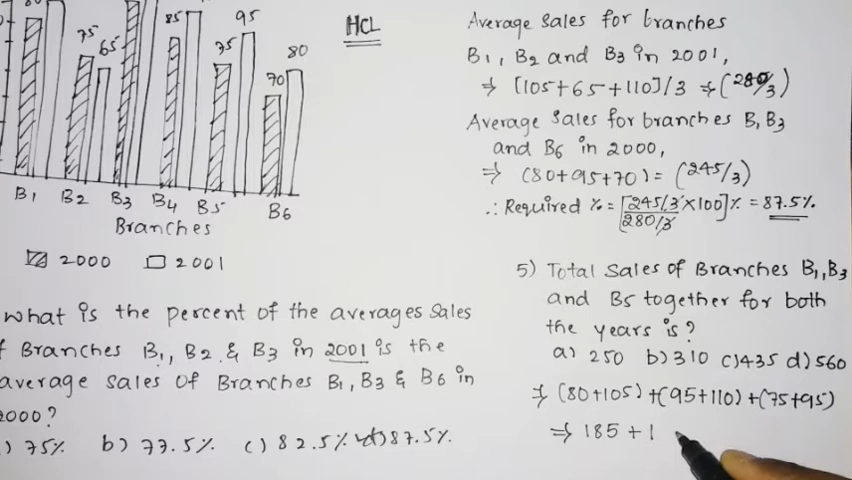 75
65
85
75
95
70
80
B1 B2 B3 B4 B5 B6
Branches
2000 2001
HCL
what is the percent of the averages sales
Branches B1, B2 & B3 in 2001 is the
average sales of Branches B1, B3 & B6 in
2000?
) 75% b) 77.5% c) 82.5% d) 87.5%.
Average Sales for branches
B1, B2 and B3 in 2001,
⇒ [105+65+110]/3 ⇒ (280/3)
Average Sales for branches B, B3
and B6 in 2000,
⇒ (80+95+70) = (245/3)
∴ Required % = [245/3 / 280/3 ×100] % = 87.5%.
5) Total Sales of Branches B1,, B3
and B5 together for both
the years is?
a) 250 b) 310 c) 435 d) 560
⇒ (80+105) + (95+110) + (75+95)
⇒ 185 + 1